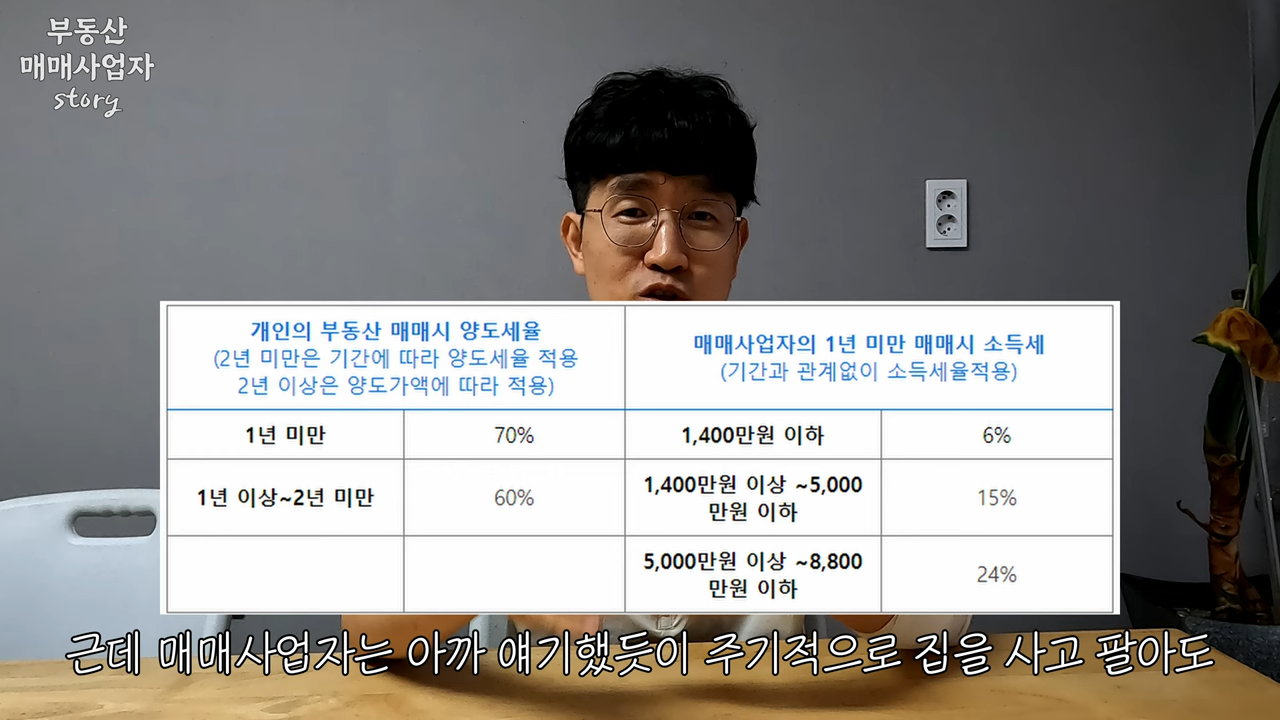 부동산
매매사업자
story
개인의 부동산 매매시 양도세율
(2년 미만은 기간에 따라 양도세율 적용
2년 이상은 양도가액에 따라 적용)
매매사업자의 1년 미만 매매시 소득세
(기간과 관계없이 소득세율적용)
1년 미만
70%
1,400만원 이하
6%
1년 이상~2년 미만
60%
1,400만원 이상 ~5,000
만원 이하
15%
5,000만원 이상 ~8,800
만원 이하
24%
근데 매매사업자는 아까 얘기했듯이 주기적으로 집을 사고 팔아도